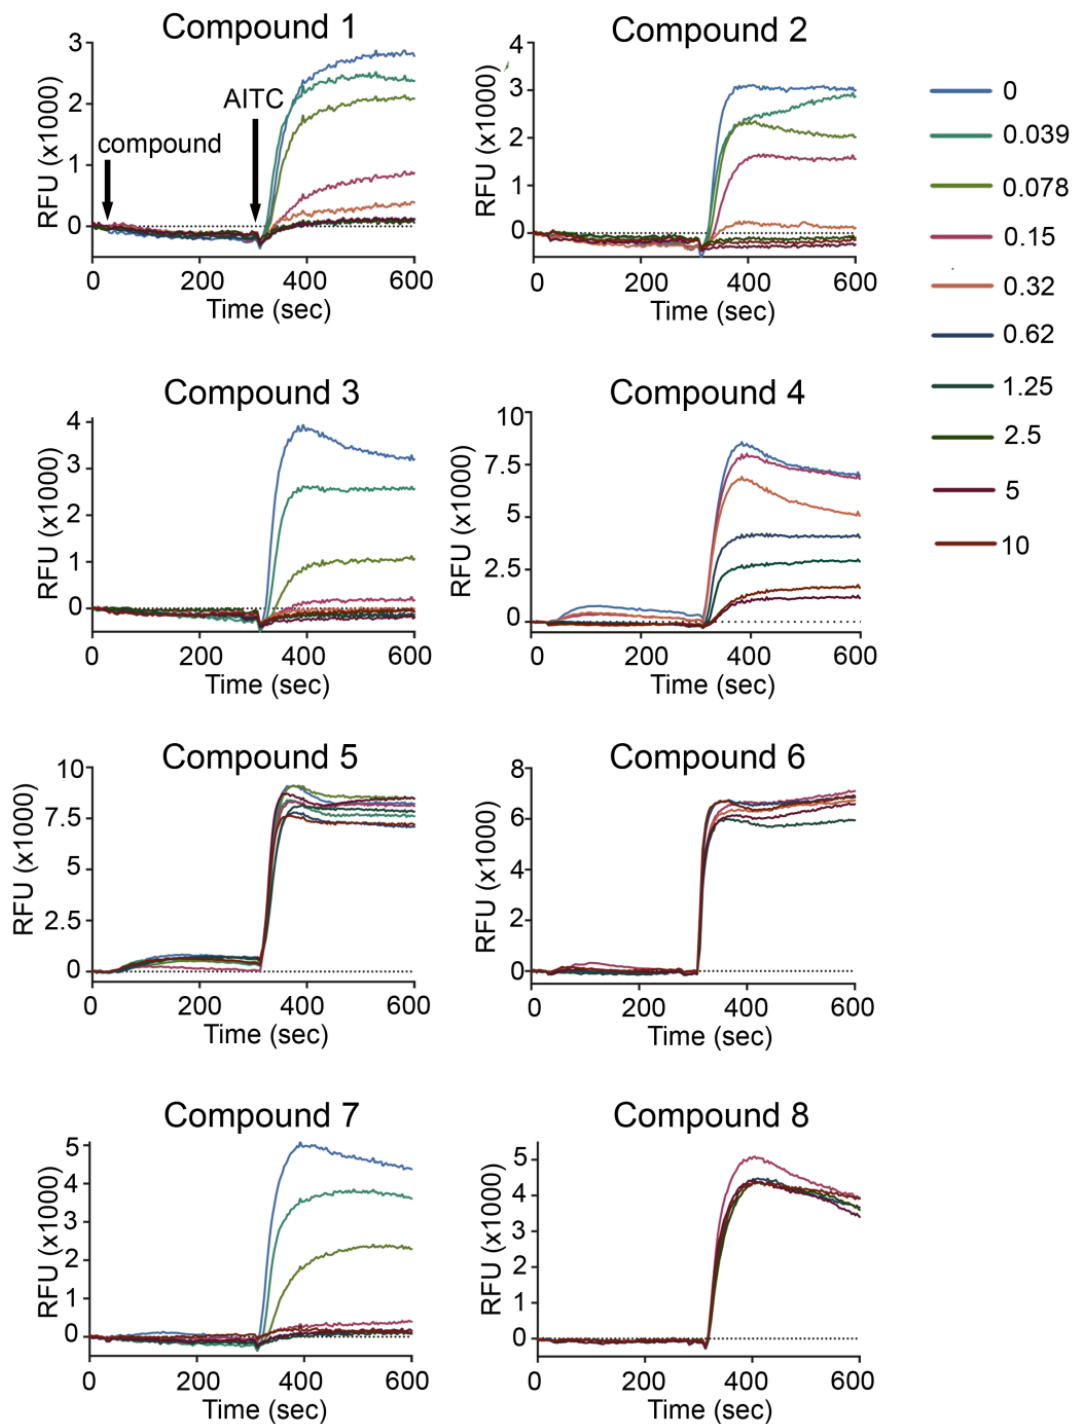 Compound 1
3
2
1
0
RFU (x1000)
compound
AITC
0 200 400 600
Time (sec)
Compound 2
4
3
2
1
0
RFU (x1000)
0 200 400 600
Time (sec)
0
0.039
0.078
0.15
0.32
0.62
1.25
2.5
5
10
Compound 3
4
3
2
1
0
RFU (x1000)
0 200 400 600
Time (sec)
Compound 4
10
7.5
5
2.5
0
RFU (x1000)
0 200 400 600
Time (sec)
Compound 5
10
7.5
5
2.5
0
RFU (x1000)
0 200 400 600
Time (sec)
Compound 6
8
6
4
2
0
RFU (x1000)
0 200 400 600
Time (sec)
Compound 7
5
4
3
2
1
0
RFU (x1000)
0 200 400 600
Time (sec)
Compound 8
5
4
3
2
1
0
RFU (x1000)
0 200 400 600
Time (sec)